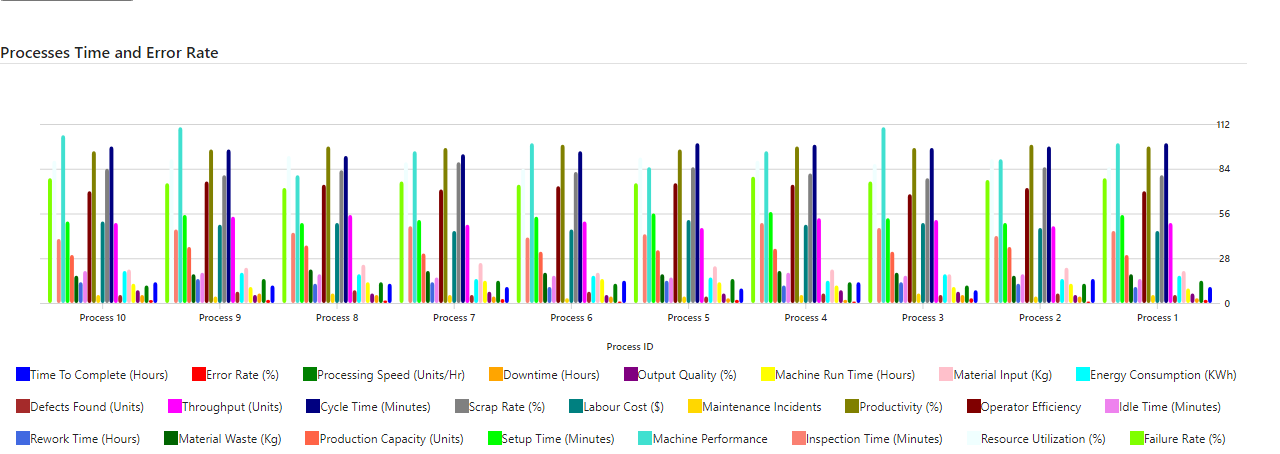 Processes Time and Error Rate
112
84
56
28
0
Process 10 Process 9 Process 8 Process 7 Process 6 Process 5 Process 4 Process 3 Process 2 Process 1
Process ID
Time To Complete (Hours) Error Rate (%) Processing Speed (Units/Hr) Downtime (Hours) Output Quality (%) Machine Run Time (Hours) Material Input (Kg) Energy Consumption (KWh)
Defects Found (Units) Throughput (Units) Cycle Time (Minutes) Scrap Rate (%) Labour Cost ($) Maintenance Incidents Productivity (%) Operator Efficiency Idle Time (Minutes)
Rework Time (Hours) Material Waste (Kg) Production Capacity (Units) Setup Time (Minutes) Machine Performance Inspection Time (Minutes) Resource Utilization (%) Failure Rate (%)